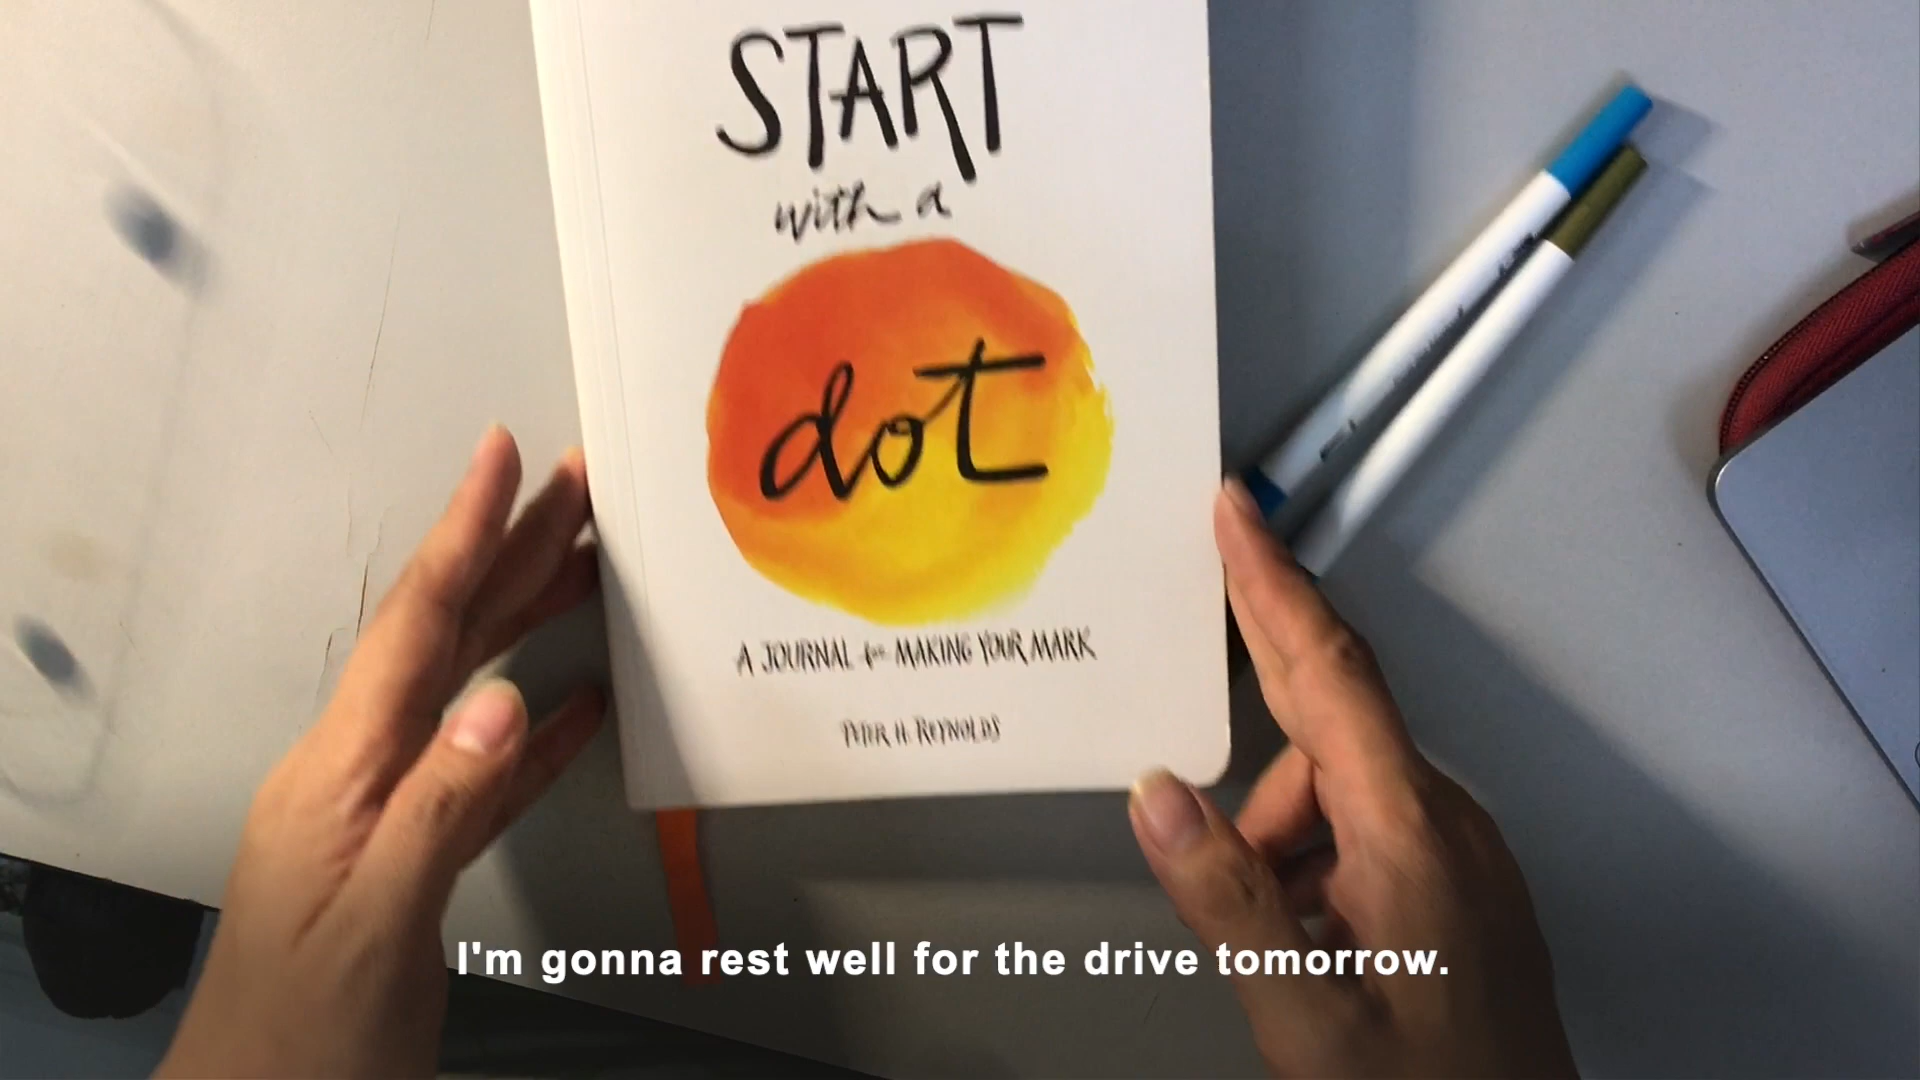 START
with a
dot
A JOURNAL for MAKING YOUR MARK
PETER H. REYNOLDS
I'm gonna rest well for the drive tomorrow.